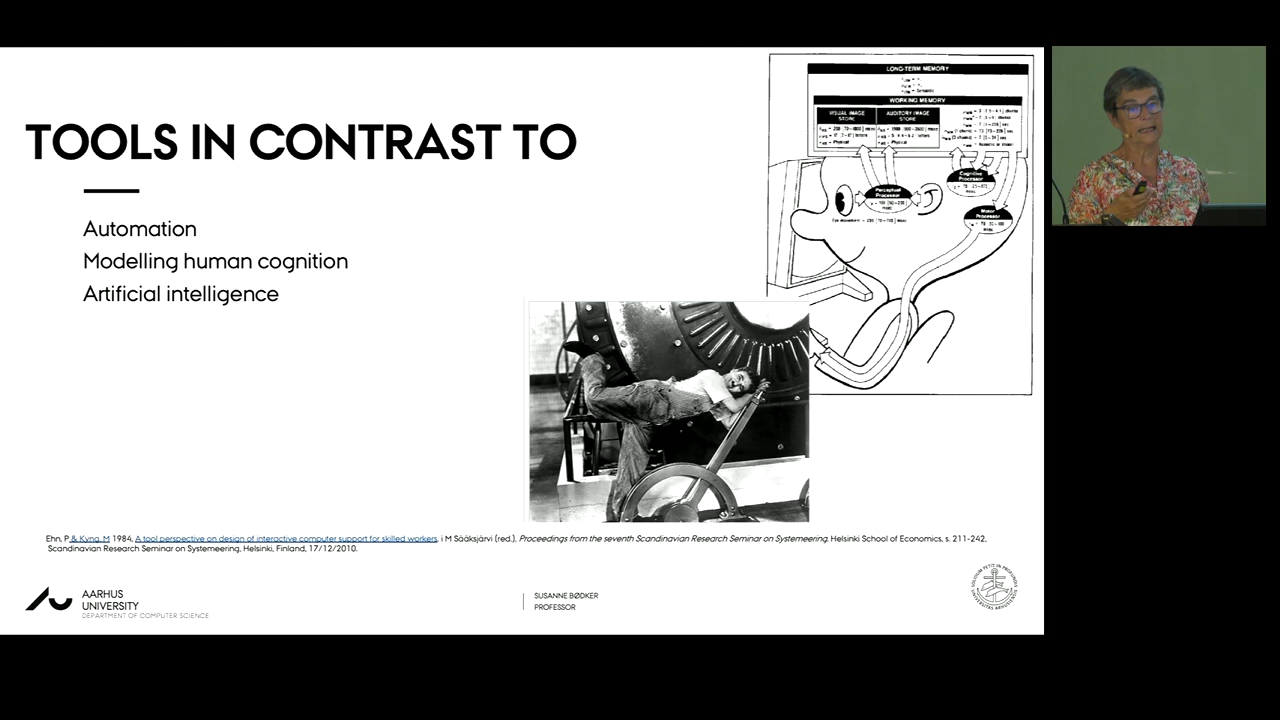 TOOLS IN CONTRAST TO
Automation
Modelling human cognition
Artificial intelligence
LONG-TERM MEMORY
WORKING MEMORY
VISUAL IMAGE
STORE
AUDITORY IMAGE
STORE
Perceptual
Processor
Cognitive
Processor
Motor
Processor
Eye movement
Ehn, P & Kyng, M 1984, A tool perspective on design of interactive computer support for skilled workers. i M Sääksjärvi (red.), Proceedings from the seventh Scandinavian Research Seminar on Systemeering, Helsinki School of Economics, s. 211-242,
Scandinavian Research Seminar on Systemeering, Helsinki, Finland, 17/12/2010.
AARHUS
UNIVERSITY
DEPARTMENT OF COMPUTER SCIENCE
SUSANNE BØDKER
PROFESSOR